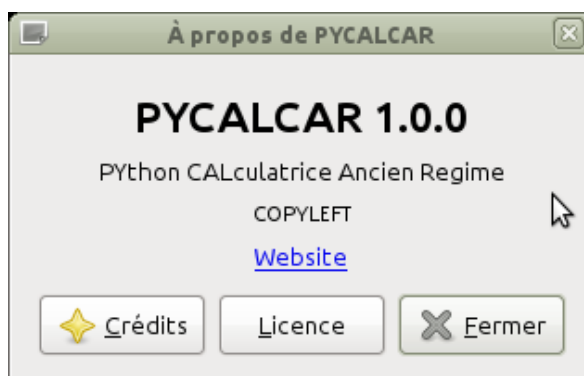 À propos de PYCALCAR
PYCALCAR 1.0.0
PYthon CALculatrice Ancien Regime
COPYLEFT
Website
Crédits Licence Fermer